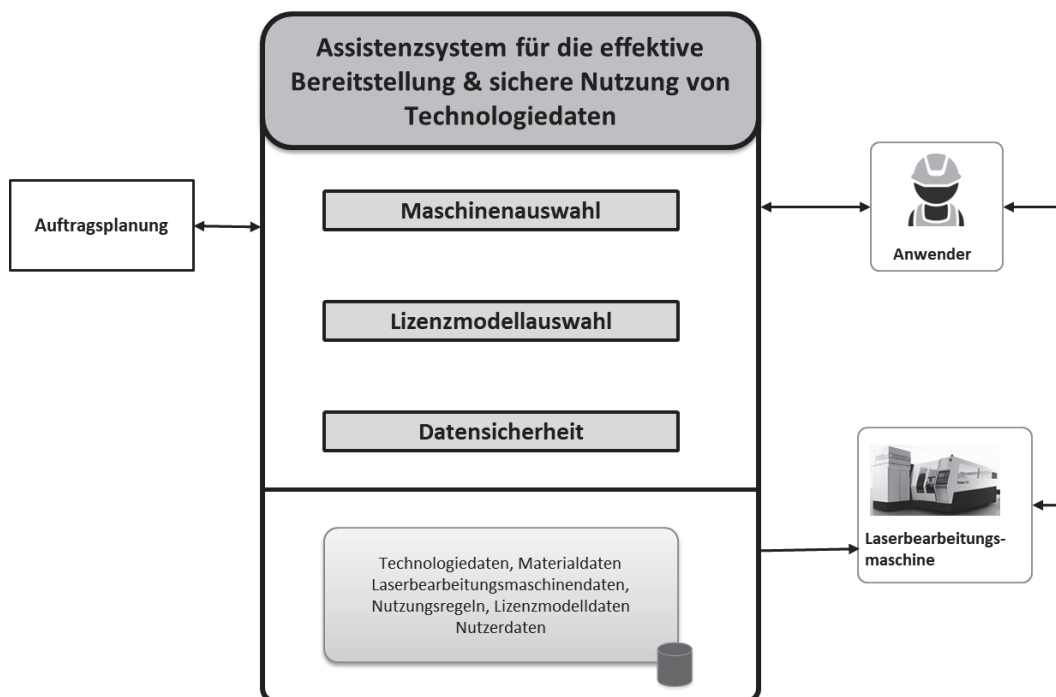 Assistenzsystem für die effektive
Bereitstellung & sichere Nutzung von
Technologiedaten
Auftragsplanung
Maschinenauswahl
Anwender
Lizenzmodellauswahl
Datensicherheit
Laserbearbeitungs-
maschine
Technologiedaten, Materialdaten
Laserbearbeitungsmaschinendaten,
Nutzungsregeln, Lizenzmodelldaten
Nutzerdaten